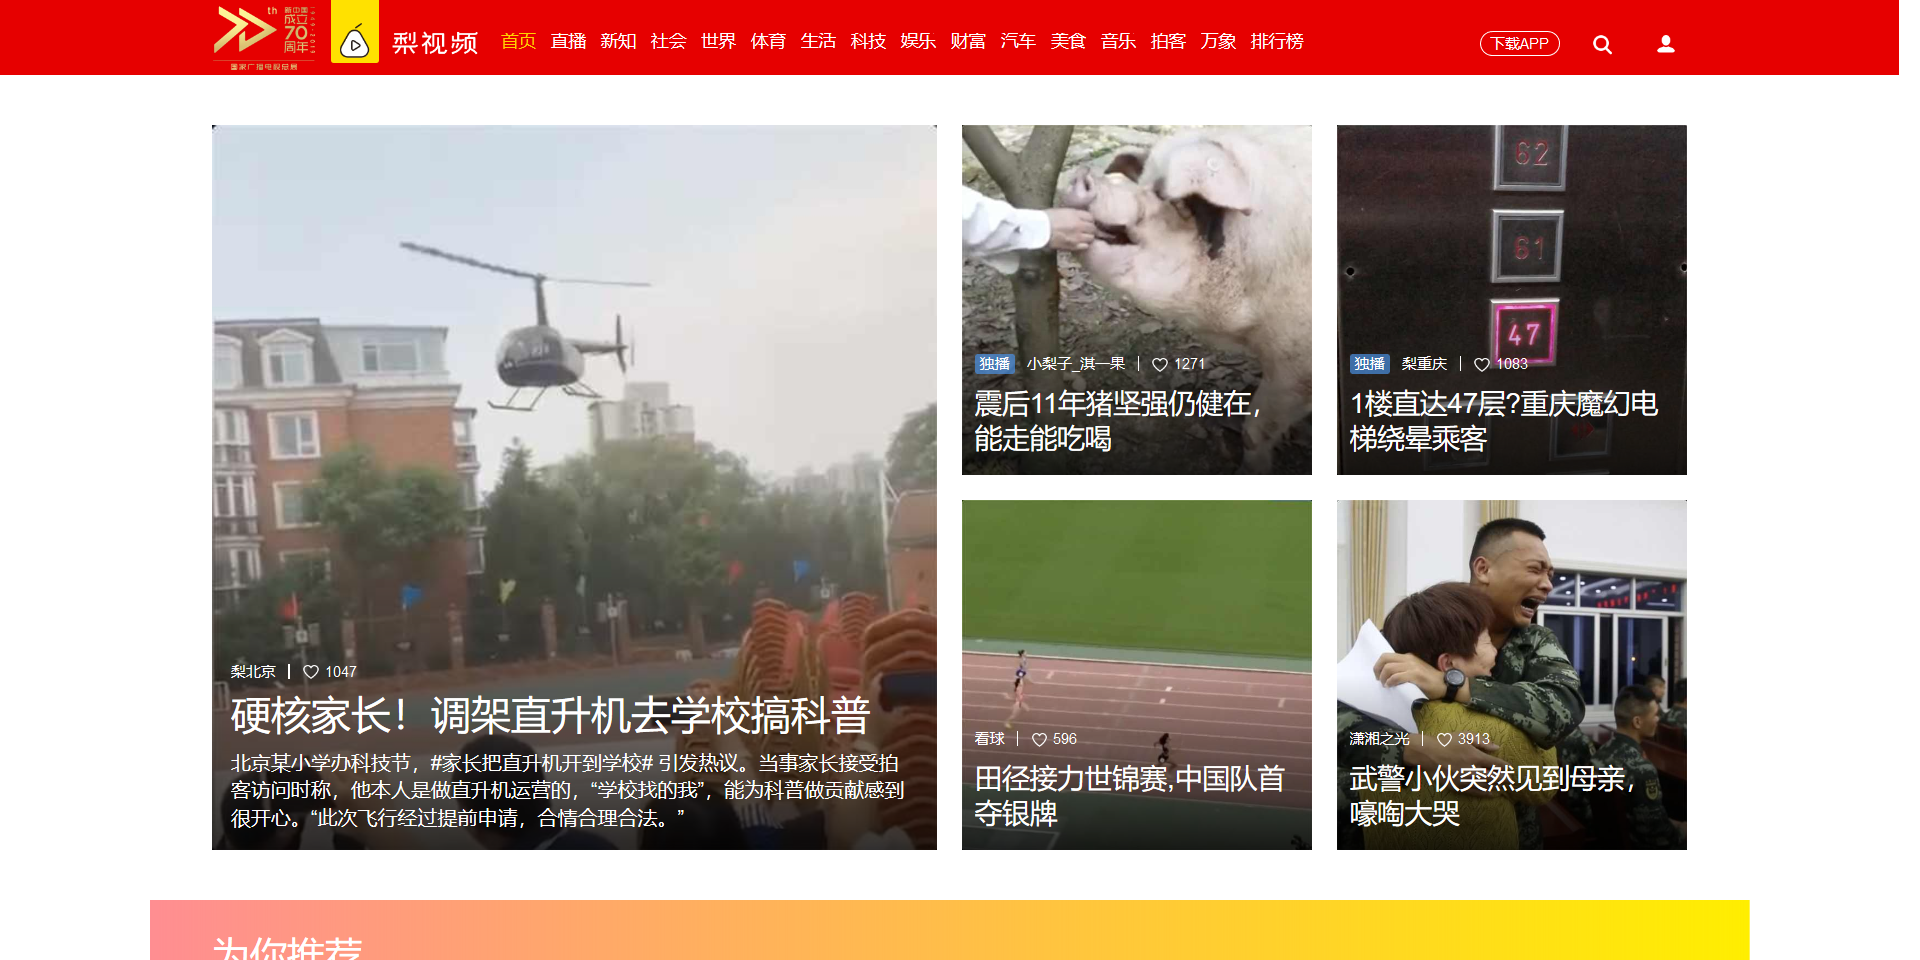 th
新中国
成立
70
周年
1949-2019
国家广播电视总局
梨视频
首页 直播 新知 社会 世界 体育 生活 科技 娱乐 财富 汽车 美食 音乐 拍客 万象 排行榜
下载APP
梨北京 1047
硬核家长！调架直升机去学校搞科普
北京某小学办科技节，#家长把直升机开到学校# 引发热议。当事家长接受拍
客访问时称，他本人是做直升机运营的，“学校找的我”，能为科普做贡献感到
很开心。“此次飞行经过提前申请，合情合理合法。”
独播 小梨子_淇一果 1271
震后11年猪坚强仍健在，
能走能吃喝
62
61
47
独播 梨重庆 1083
1楼直达47层?重庆魔幻电
梯绕晕乘客
看球 596
田径接力世锦赛,中国队首
夺银牌
潇湘之光 3913
武警小伙突然见到母亲，
嚎啕大哭
为你推荐